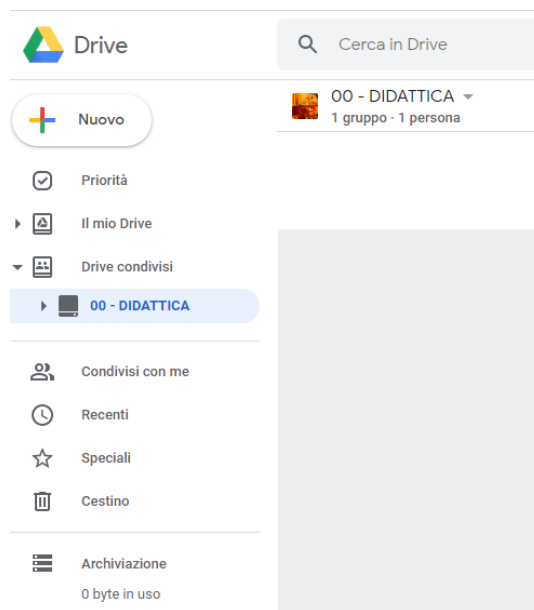 Drive
Cerca in Drive
00 - DIDATTICA
1 gruppo · 1 persona
Nuovo
Priorità
Il mio Drive
Drive condivisi
00 - DIDATTICA
Condivisi con me
Recenti
Speciali
Cestino
Archiviazione
0 byte in uso